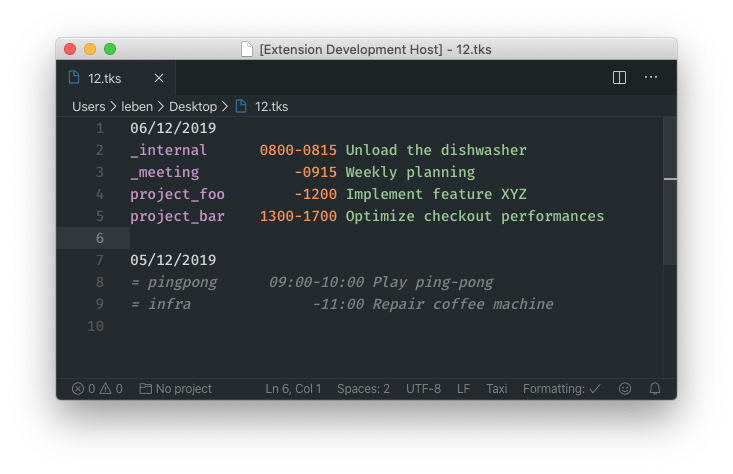 [Extension Development Host] - 12.tks
12.tks
Users > leben > Desktop > 12.tks
1 06/12/2019
2 _internal 0800-0815 Unload the dishwasher
3 _meeting -0915 Weekly planning
4 project_foo -1200 Implement feature XYZ
5 project_bar 1300-1700 Optimize checkout performances
6
7 05/12/2019
8 = pingpong 09:00-10:00 Play ping-pong
9 = infra -11:00 Repair coffee machine
10
0 0 No project Ln 6, Col 1 Spaces: 2 UTF-8 LF Taxi Formatting: ✓